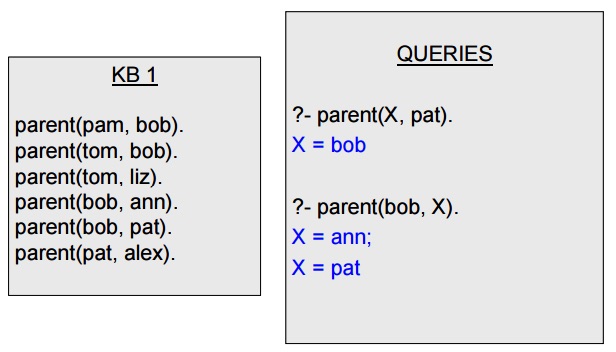 KB 1
parent(pam, bob).
parent(tom, bob).
parent(tom, liz).
parent(bob, ann).
parent(bob, pat).
parent(pat, alex).
QUERIES
?- parent(X, pat).
X = bob
?- parent(bob, X).
X = ann;
X = pat